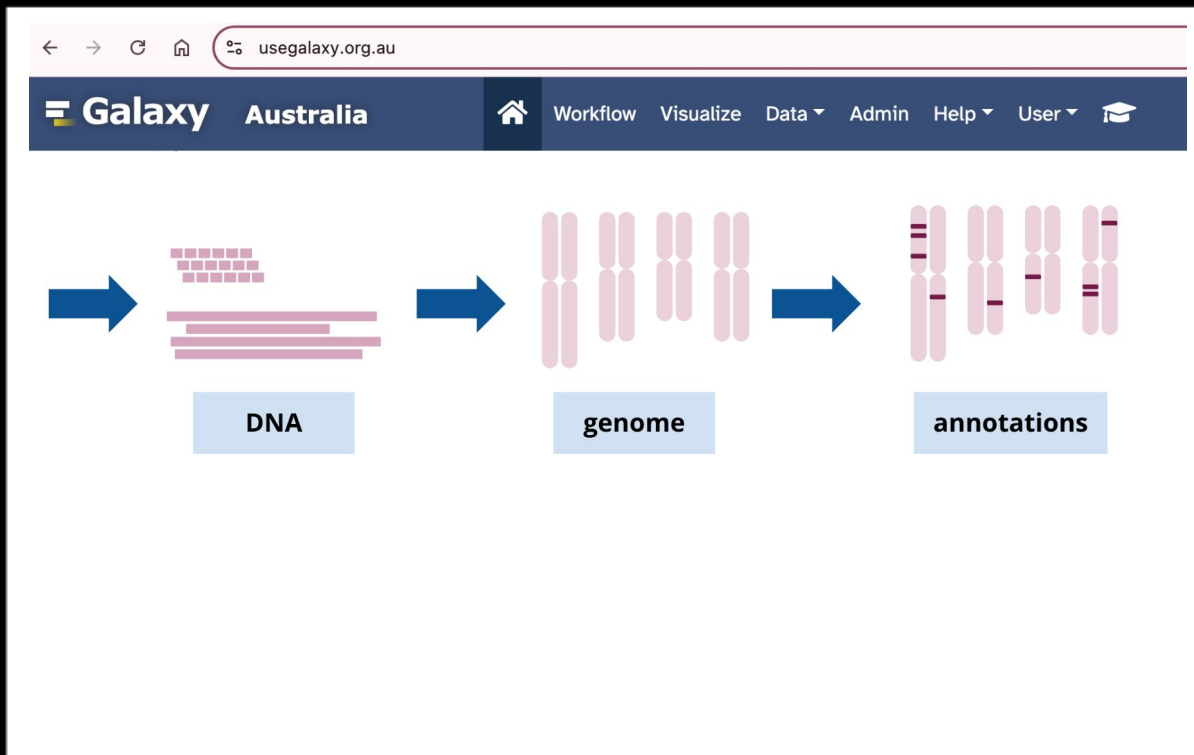 usegalaxy.org.au
Galaxy Australia Workflow Visualize Data Admin Help User
DNA genome annotations